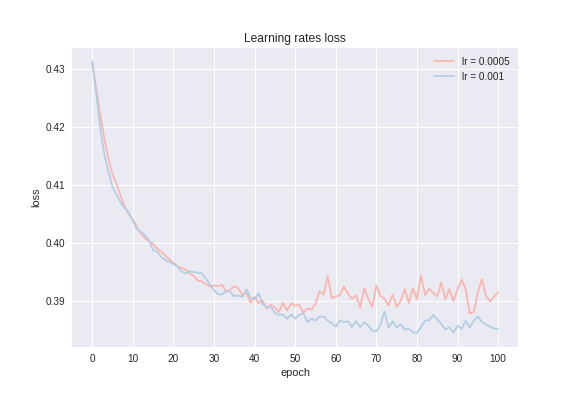 Learning rates loss
lr = 0.0005
lr = 0.001
0.43
0.42
0.41
0.40
0.39
loss
0 10 20 30 40 50 60 70 80 90 100
epoch